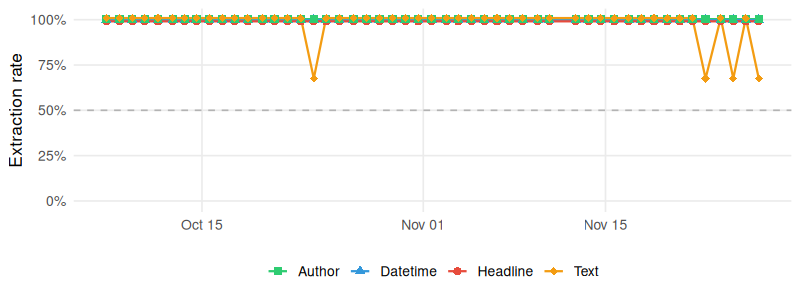 100%
75%
50%
25%
0%
Extraction rate
Oct 15 Nov 01 Nov 15
Author Datetime Headline Text